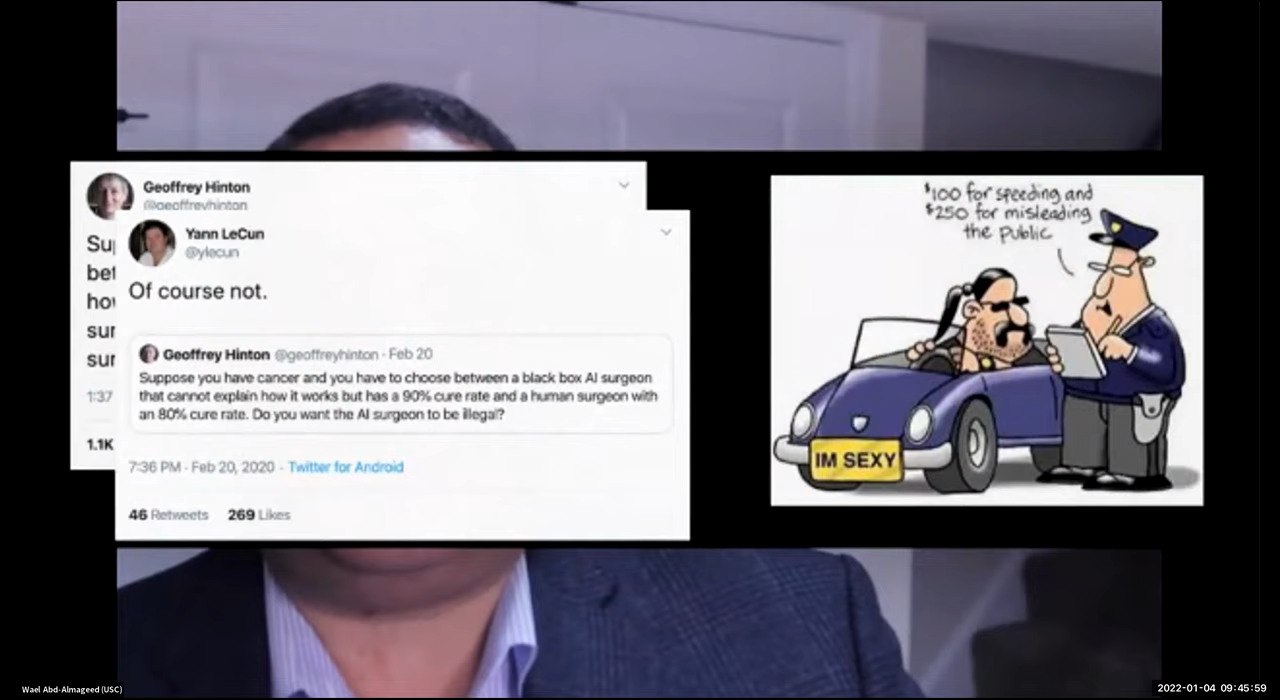 Geoffrey Hinton
@geoffreyhinton
Su
bet
how
sur
sur
1:37
1.1K
Yann LeCun
@ylecun
Of course not.
Geoffrey Hinton @geoffreyhinton · Feb 20
Suppose you have cancer and you have to choose between a black box AI surgeon
that cannot explain how it works but has a 90% cure rate and a human surgeon with
an 80% cure rate. Do you want the AI surgeon to be illegal?
7:36 PM · Feb 20, 2020 · Twitter for Android
46 Retweets 269 Likes
$100 for speeding and
$250 for misleading
the public
IM SEXY
Wael Abd-Almageed (USC)
2022-01-04 09:45:59